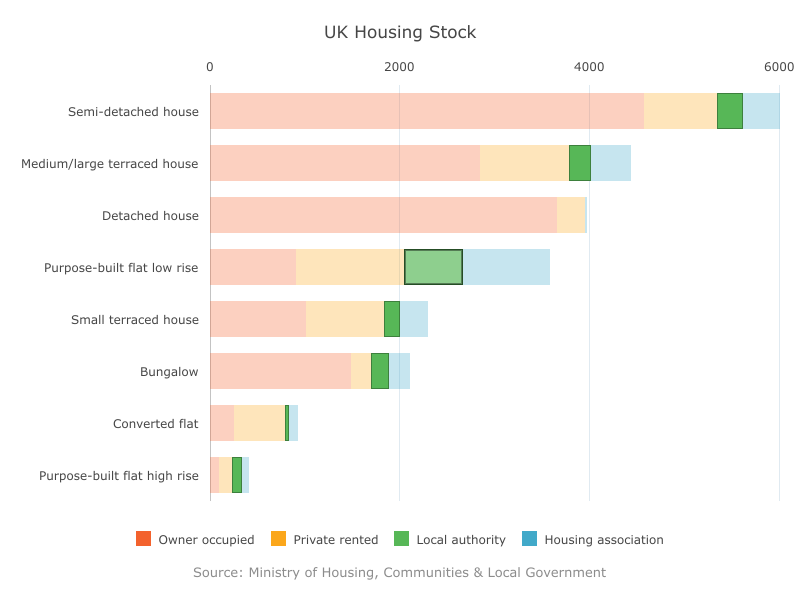 UK Housing Stock
0 2000 4000 6000
Semi-detached house
Medium/large terraced house
Detached house
Purpose-built flat low rise
Small terraced house
Bungalow
Converted flat
Purpose-built flat high rise
Owner occupied Private rented Local authority Housing association
Source: Ministry of Housing, Communities & Local Government